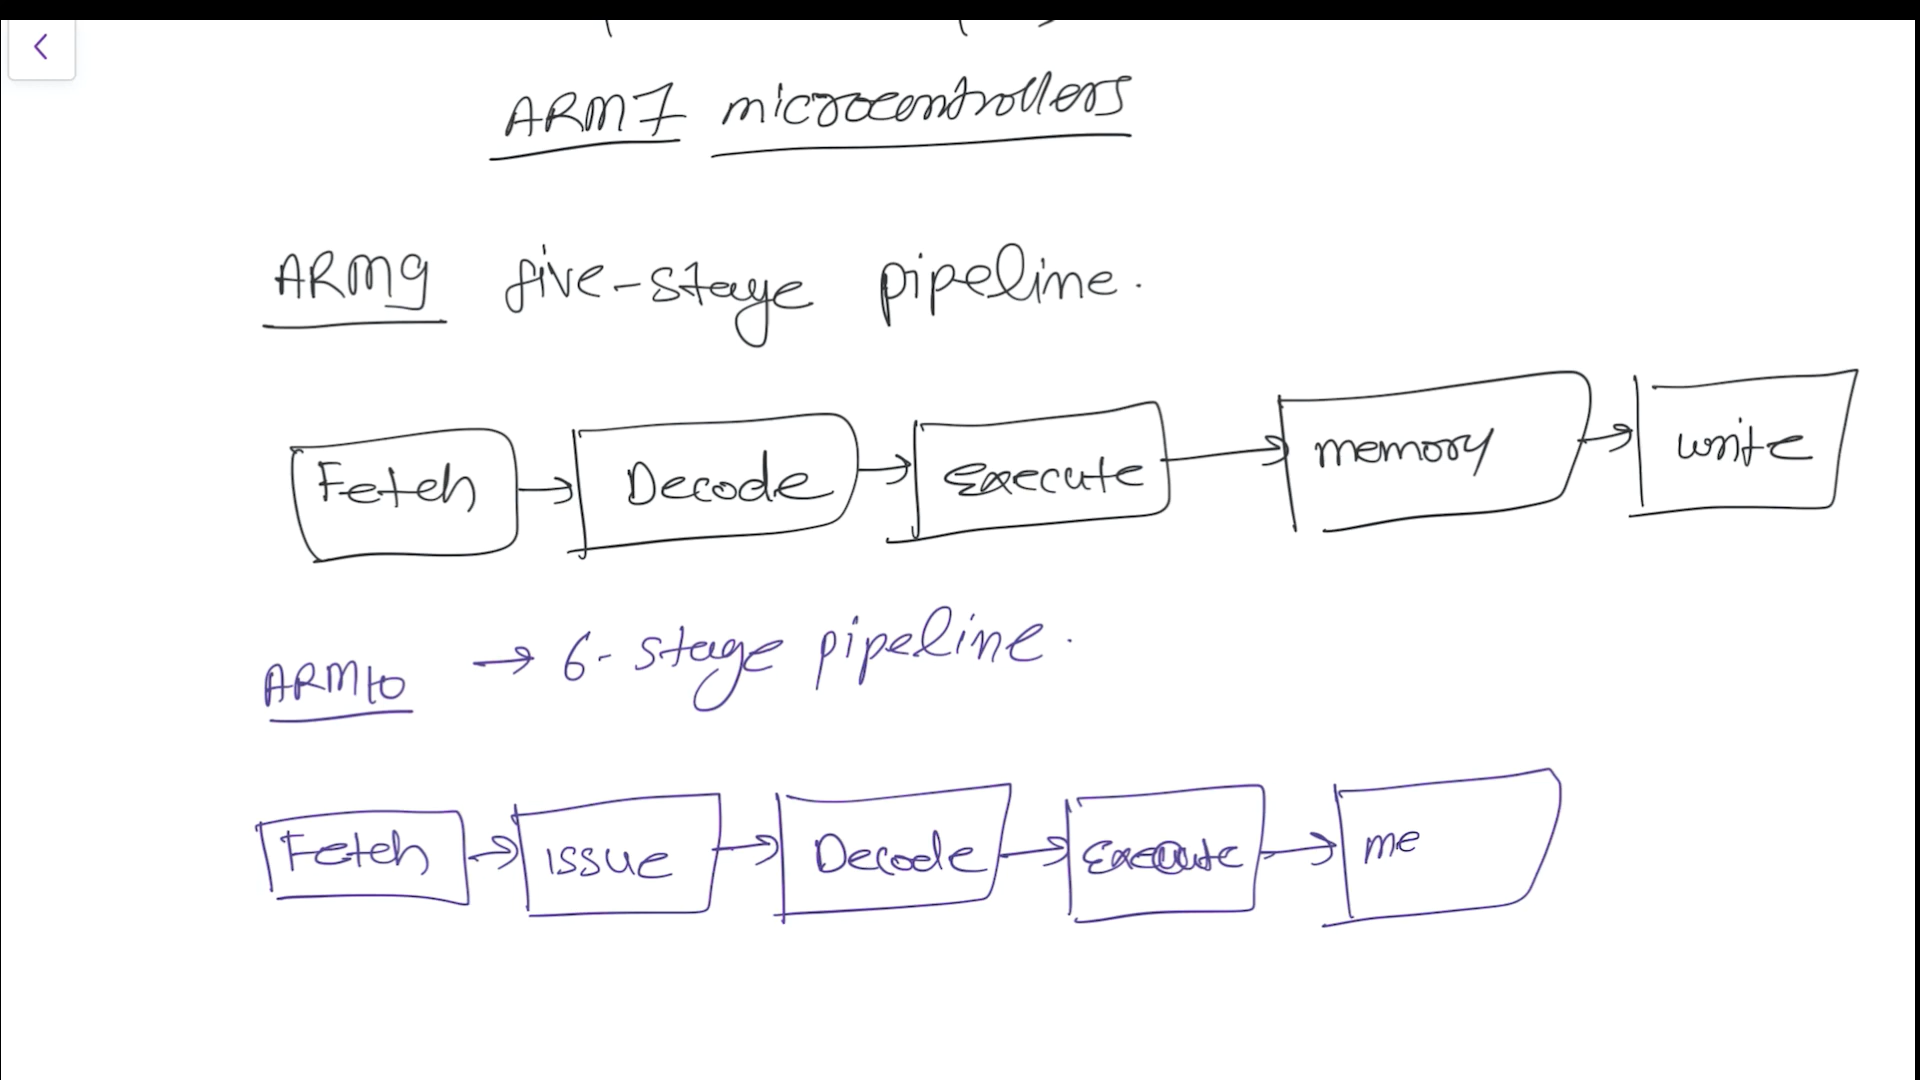 ARM7 microcontrollers
ARM9 five-stage pipeline.
Fetch → Decode → Execute → memory → write
ARM10 → 6-stage pipeline.
Fetch → Issue → Decode → Execute → me